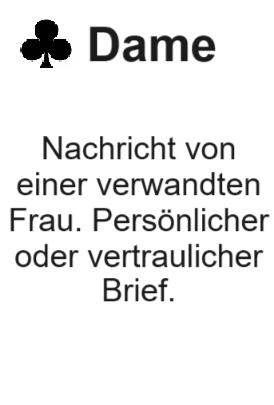 ♣ Dame
Nachricht von
einer verwandten
Frau. Persönlicher
oder vertraulicher
Brief.